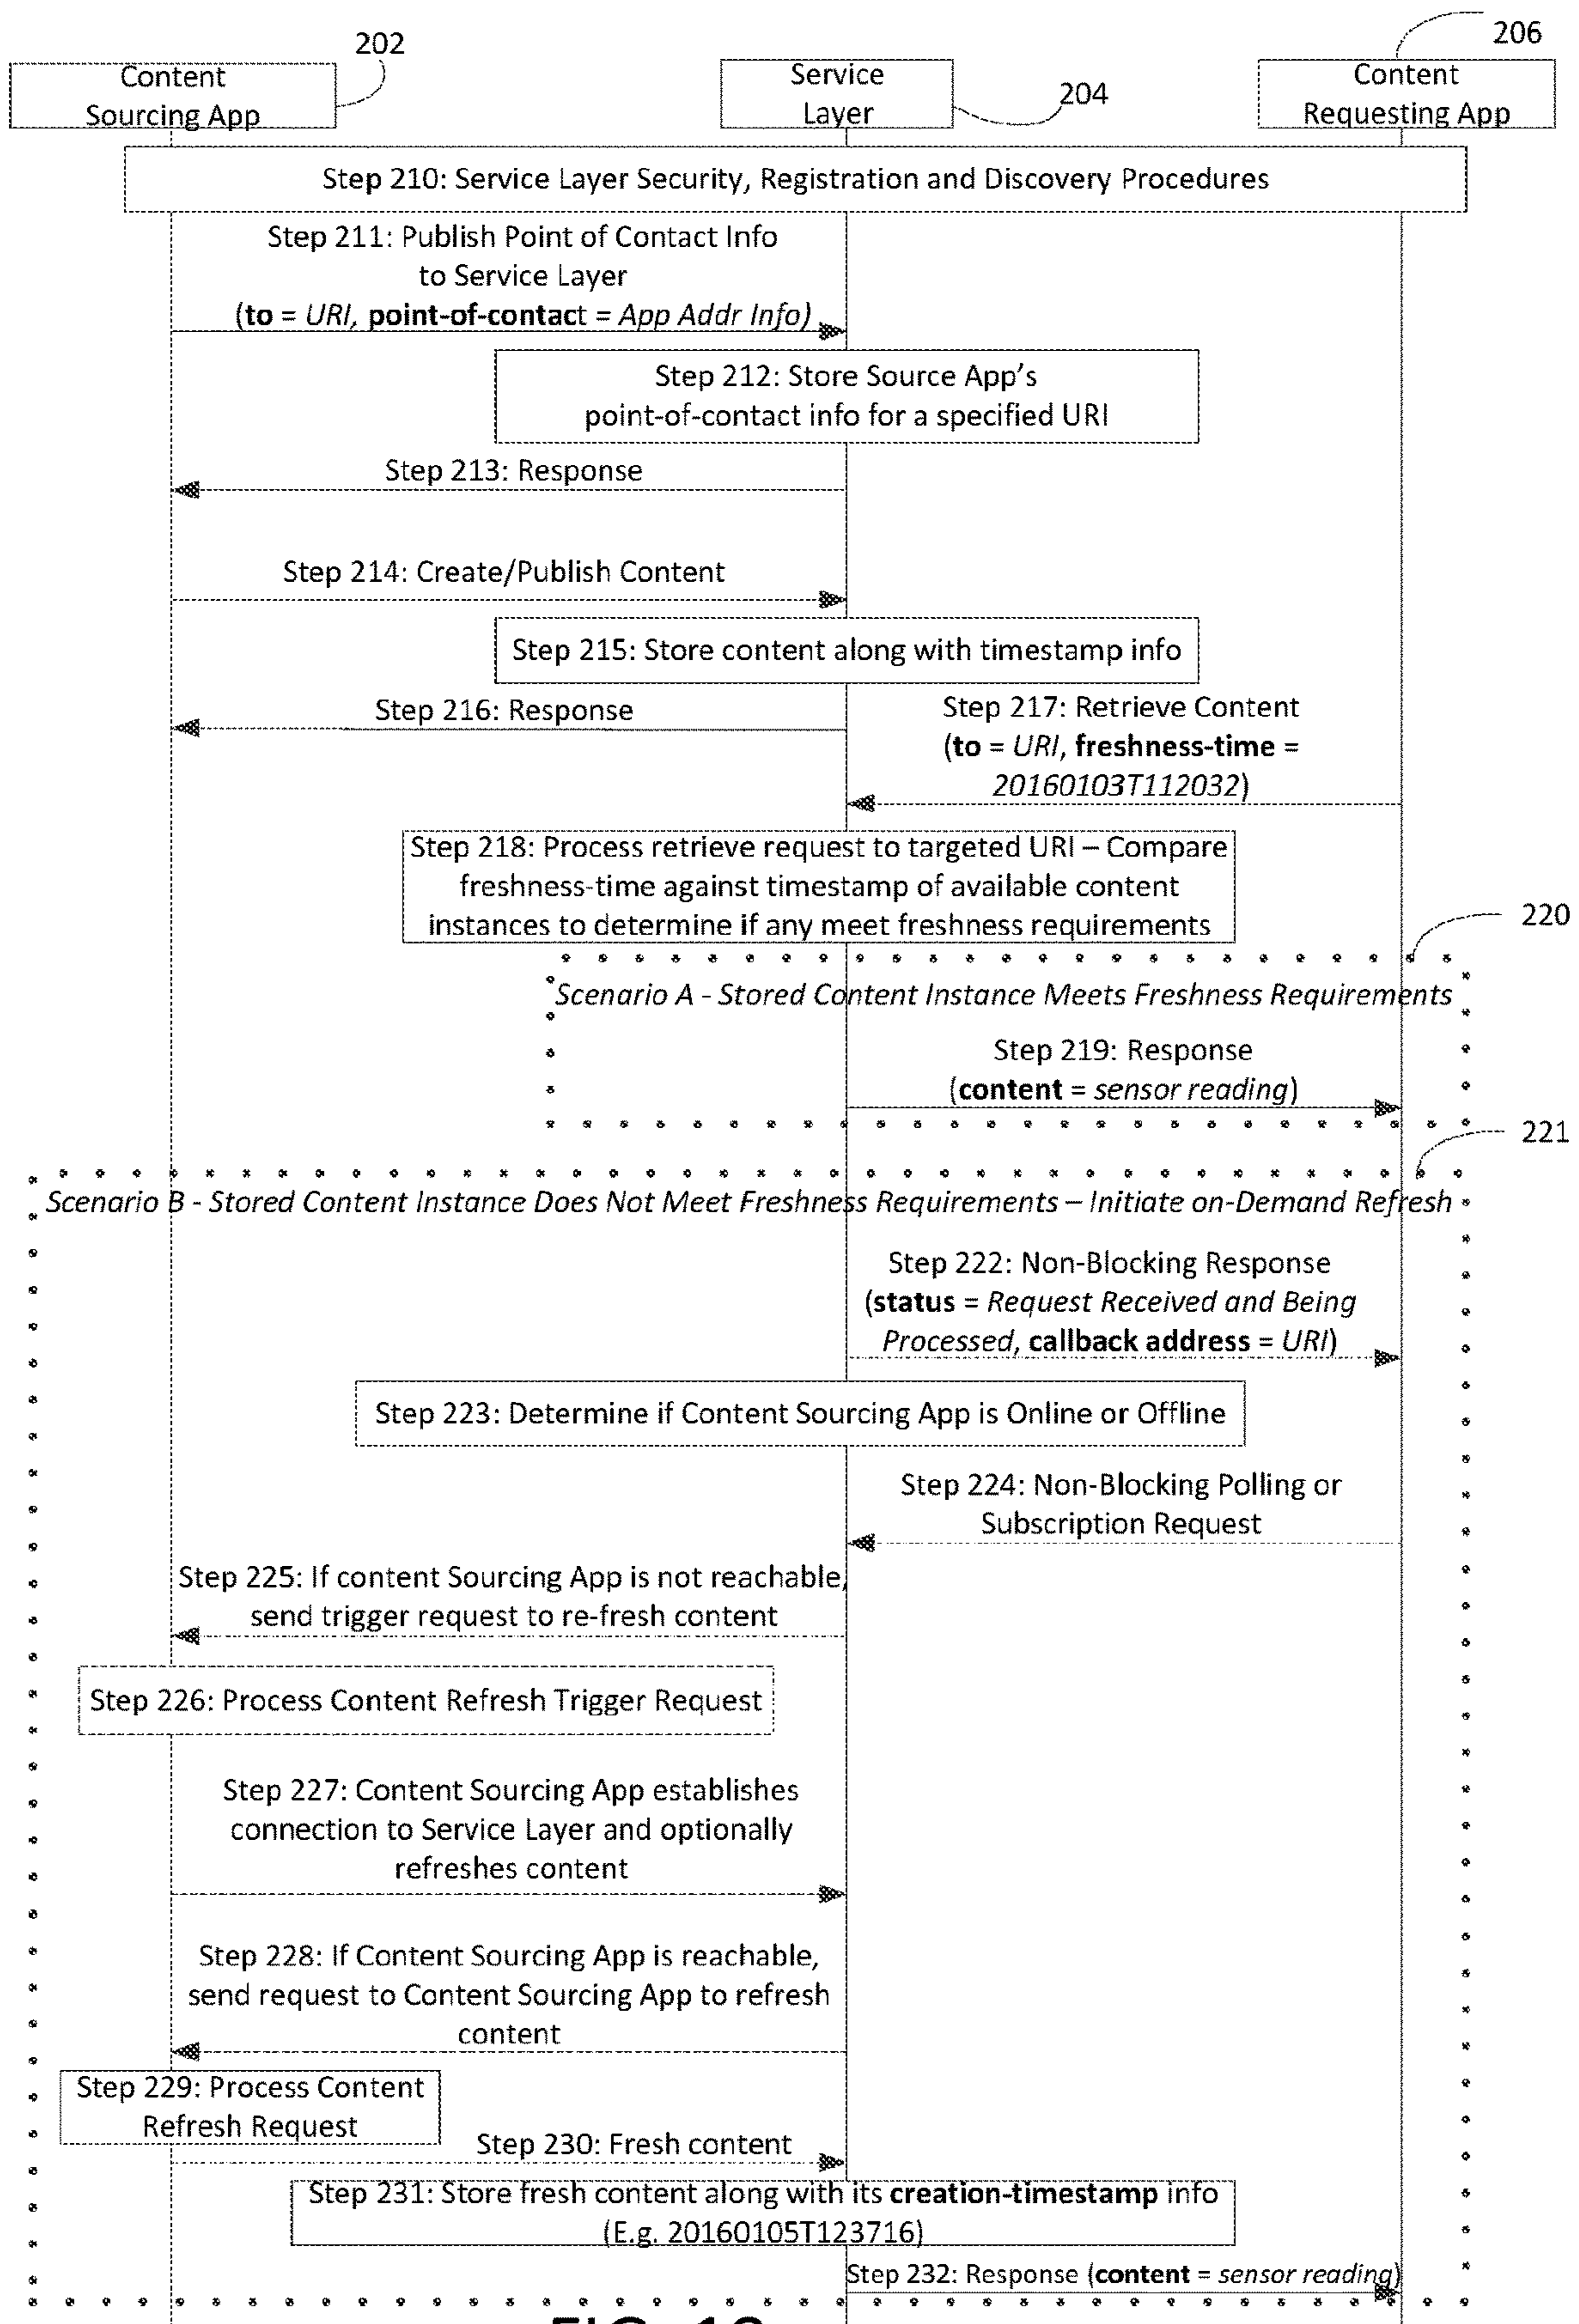 202
206
Content
Sourcing App
Service
Layer
204
Content
Requesting App
Step 210: Service Layer Security, Registration and Discovery Procedures
Step 211: Publish Point of Contact Info
to Service Layer
(to = URI, point-of-contact = App Addr Info)
Step 212: Store Source App's
point-of-contact info for a specified URI
Step 213: Response
Step 214: Create/Publish Content
Step 215: Store content along with timestamp info
Step 216: Response
Step 217: Retrieve Content
(to = URI, freshness-time =
20160103T112032)
Step 218: Process retrieve request to targeted URI – Compare
freshness-time against timestamp of available content
instances to determine if any meet freshness requirements
220
Scenario A - Stored Content Instance Meets Freshness Requirements
Step 219: Response
(content = sensor reading)
221
Scenario B - Stored Content Instance Does Not Meet Freshness Requirements – Initiate on-Demand Refresh
Step 222: Non-Blocking Response
(status = Request Received and Being
Processed, callback address = URI)
Step 223: Determine if Content Sourcing App is Online or Offline
Step 224: Non-Blocking Polling or
Subscription Request
Step 225: If content Sourcing App is not reachable,
send trigger request to re-fresh content
Step 226: Process Content Refresh Trigger Request
Step 227: Content Sourcing App establishes
connection to Service Layer and optionally
refreshes content
Step 228: If Content Sourcing App is reachable,
send request to Content Sourcing App to refresh
content
Step 229: Process Content
Refresh Request
Step 230: Fresh content
Step 231: Store fresh content along with its creation-timestamp info
(E.g. 20160105T123716)
Step 232: Response (content = sensor reading)